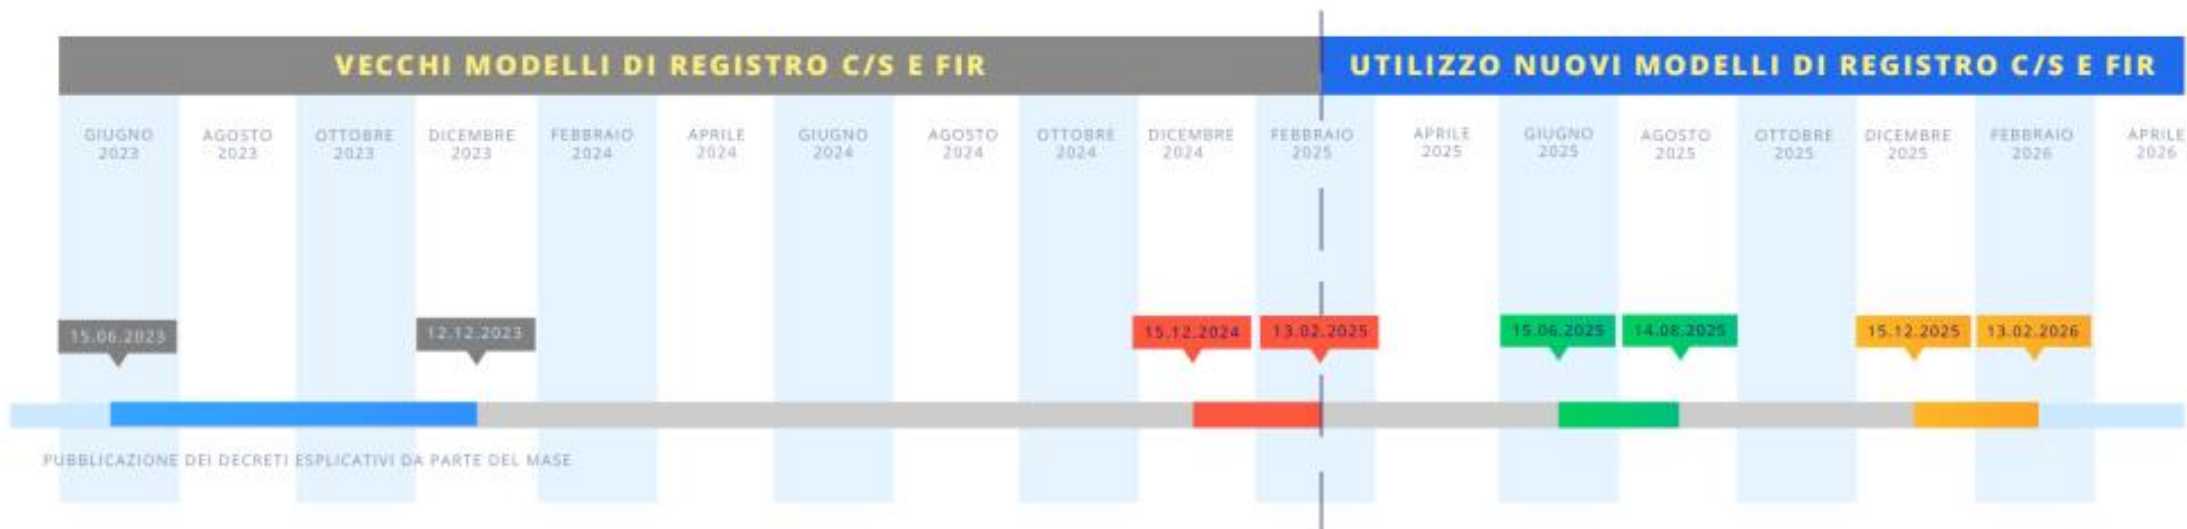 VECCHI MODELLI DI REGISTRO C/S E FIR
UTILIZZO NUOVI MODELLI DI REGISTRO C/S E FIR
GIUGNO
2023
AGOSTO
2023
OTTOBRE
2023
DICEMBRE
2023
FEBBRAIO
2024
APRILE
2024
GIUGNO
2024
AGOSTO
2024
OTTOBRE
2024
DICEMBRE
2024
FEBBRAIO
2025
APRILE
2025
GIUGNO
2025
AGOSTO
2025
OTTOBRE
2025
DICEMBRE
2025
FEBBRAIO
2026
APRILE
2026
15.06.2023
12.12.2023
15.12.2024
13.02.2025
15.06.2025
14.08.2025
15.12.2025
13.02.2026
PUBBLICAZIONE DEI DECRETI ESPLICATIVI DA PARTE DEL MASE